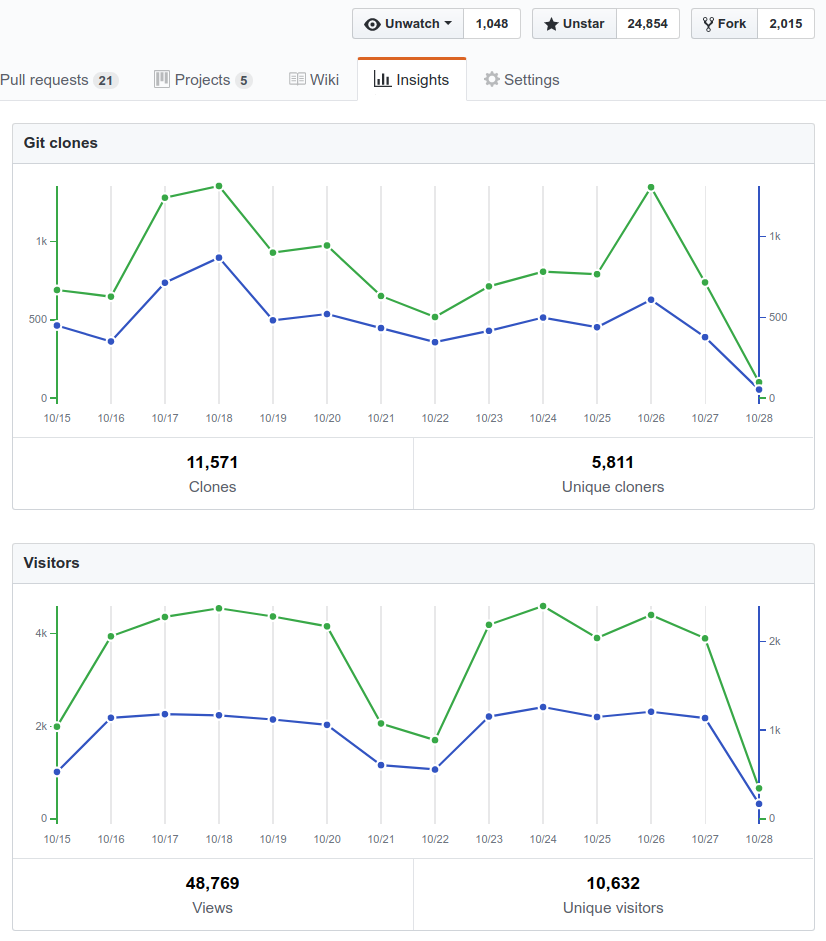 Unwatch 1,048 Unstar 24,854 Fork 2,015
Pull requests 21 Projects 5 Wiki Insights Settings
Git clones
1k 1k
500 500
0 0
10/15 10/16 10/17 10/18 10/19 10/20 10/21 10/22 10/23 10/24 10/25 10/26 10/27 10/28
11,571 5,811
Clones Unique cloners
Visitors
4k 2k
2k 1k
0 0
10/15 10/16 10/17 10/18 10/19 10/20 10/21 10/22 10/23 10/24 10/25 10/26 10/27 10/28
48,769 10,632
Views Unique visitors